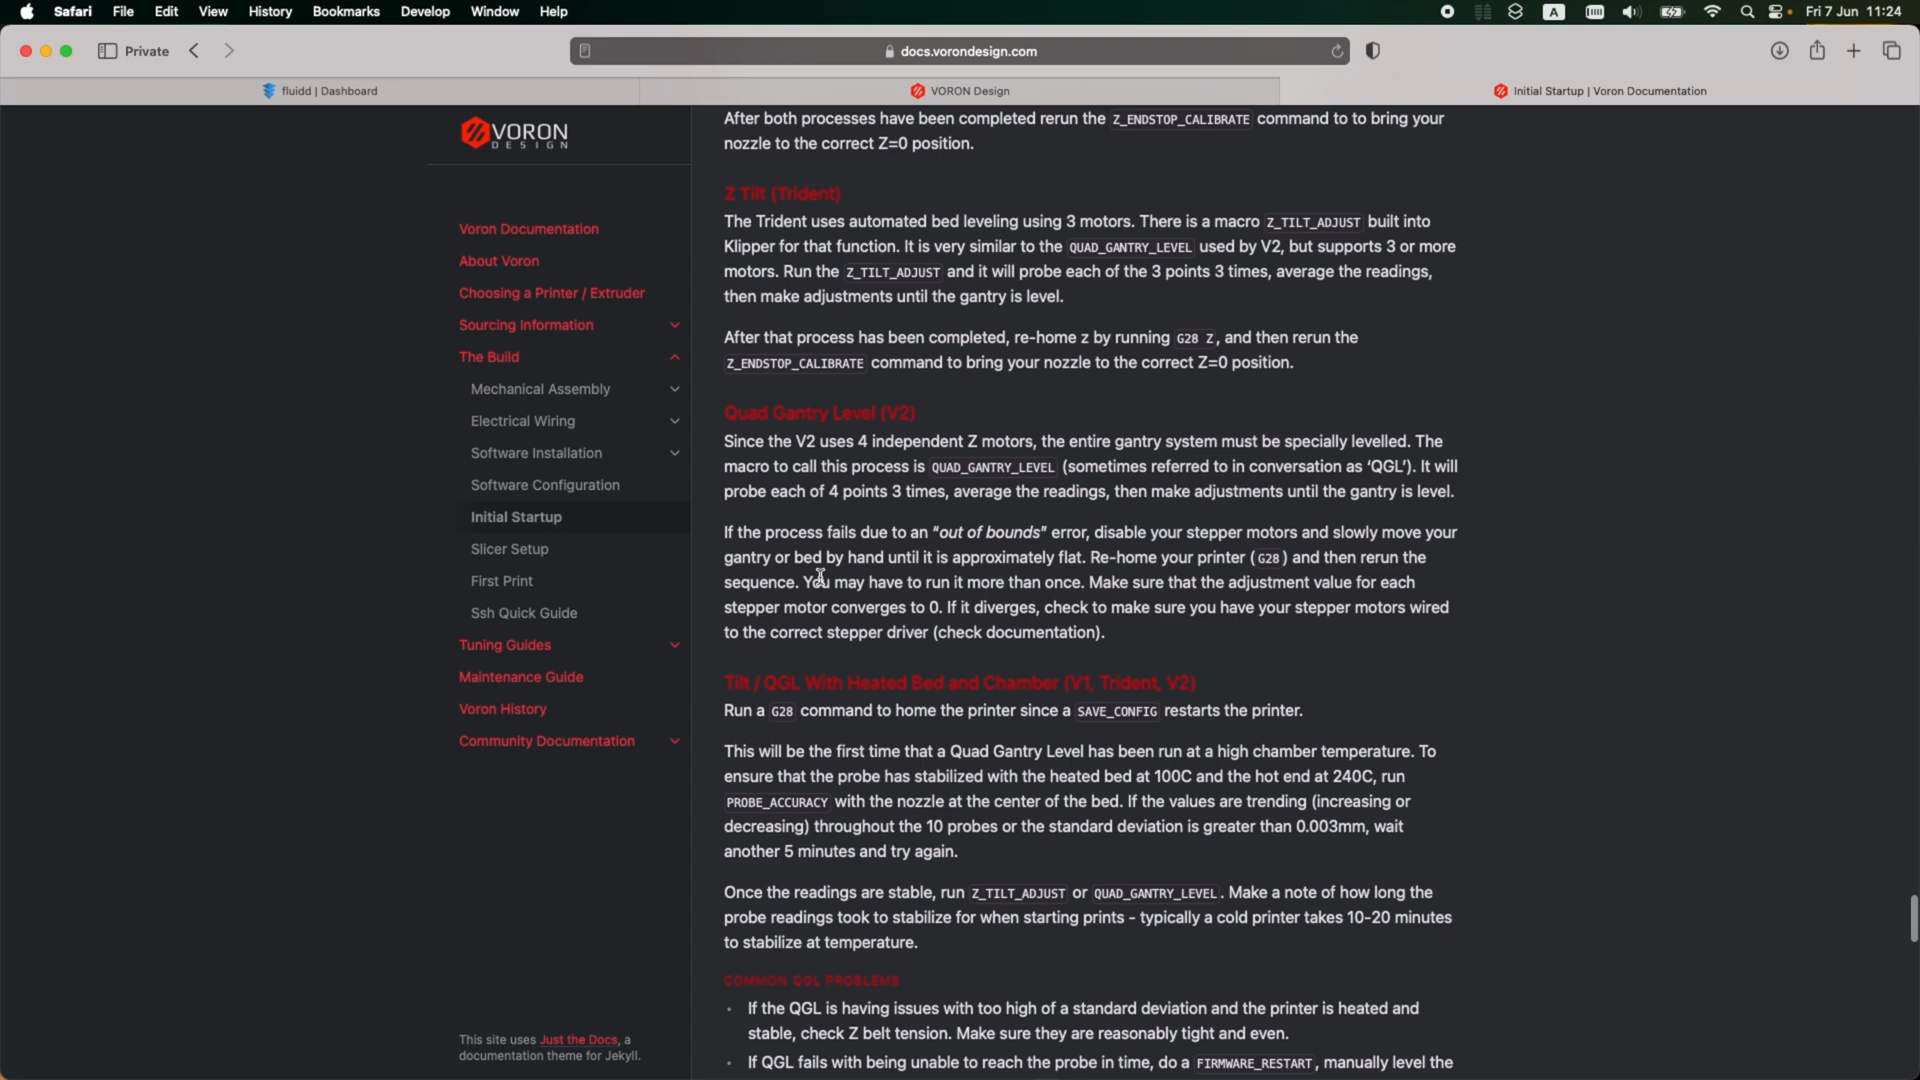 Safari File Edit View History Bookmarks Develop Window Help A Fri 7 Jun 11:24
Private docs.vorondesign.com
fluidd | Dashboard VORON Design Initial Startup | Voron Documentation
VORON
DESIGN
Voron Documentation
About Voron
Choosing a Printer / Extruder
Sourcing Information
The Build
Mechanical Assembly
Electrical Wiring
Software Installation
Software Configuration
Initial Startup
Slicer Setup
First Print
Ssh Quick Guide
Tuning Guides
Maintenance Guide
Voron History
Community Documentation
This site uses Just the Docs, a
documentation theme for Jekyll.
After both processes have been completed rerun the Z_ENDSTOP_CALIBRATE command to to bring your
nozzle to the correct Z=0 position.
Z Tilt (Trident)
The Trident uses automated bed leveling using 3 motors. There is a macro Z_TILT_ADJUST built into
Klipper for that function. It is very similar to the QUAD_GANTRY_LEVEL used by V2, but supports 3 or more
motors. Run the Z_TILT_ADJUST and it will probe each of the 3 points 3 times, average the readings,
then make adjustments until the gantry is level.
After that process has been completed, re-home z by running G28 Z, and then rerun the
Z_ENDSTOP_CALIBRATE command to bring your nozzle to the correct Z=0 position.
Quad Gantry Level (V2)
Since the V2 uses 4 independent Z motors, the entire gantry system must be specially levelled. The
macro to call this process is QUAD_GANTRY_LEVEL (sometimes referred to in conversation as ‘QGL’). It will
probe each of 4 points 3 times, average the readings, then make adjustments until the gantry is level.
If the process fails due to an “out of bounds” error, disable your stepper motors and slowly move your
gantry or bed by hand until it is approximately flat. Re-home your printer (G28) and then rerun the
sequence. You may have to run it more than once. Make sure that the adjustment value for each
stepper motor converges to 0. If it diverges, check to make sure you have your stepper motors wired
to the correct stepper driver (check documentation).
Tilt / QGL With Heated Bed and Chamber (V1, Trident, V2)
Run a G28 command to home the printer since a SAVE_CONFIG restarts the printer.
This will be the first time that a Quad Gantry Level has been run at a high chamber temperature. To
ensure that the probe has stabilized with the heated bed at 100C and the hot end at 240C, run
PROBE_ACCURACY with the nozzle at the center of the bed. If the values are trending (increasing or
decreasing) throughout the 10 probes or the standard deviation is greater than 0.003mm, wait
another 5 minutes and try again.
Once the readings are stable, run Z_TILT_ADJUST or QUAD_GANTRY_LEVEL. Make a note of how long the
probe readings took to stabilize for when starting prints - typically a cold printer takes 10-20 minutes
to stabilize at temperature.
COMMON QGL PROBLEMS
If the QGL is having issues with too high of a standard deviation and the printer is heated and
stable, check Z belt tension. Make sure they are reasonably tight and even.
If QGL fails with being unable to reach the probe in time, do a FIRMWARE_RESTART, manually level the